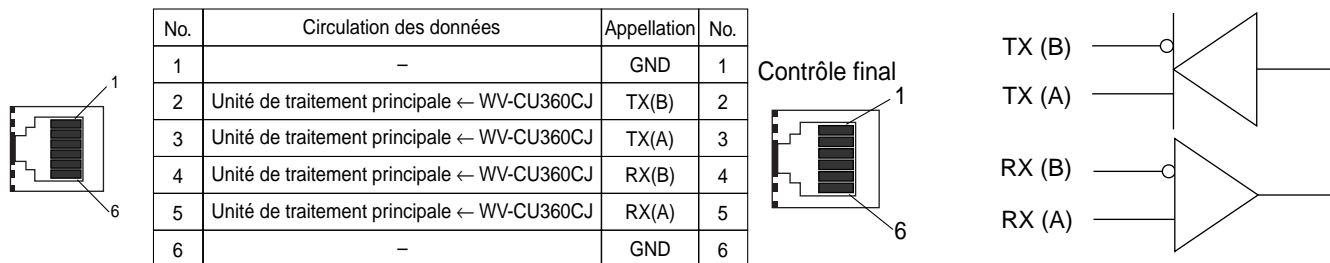 1
6
No. Circulation des données Appellation No.
1 – GND 1
2 Unité de traitement principale ← WV-CU360CJ TX(B) 2
3 Unité de traitement principale ← WV-CU360CJ TX(A) 3
4 Unité de traitement principale ← WV-CU360CJ RX(B) 4
5 Unité de traitement principale ← WV-CU360CJ RX(A) 5
6 – GND 6
Contrôle final
1
6
TX (B)
TX (A)
RX (B)
RX (A)